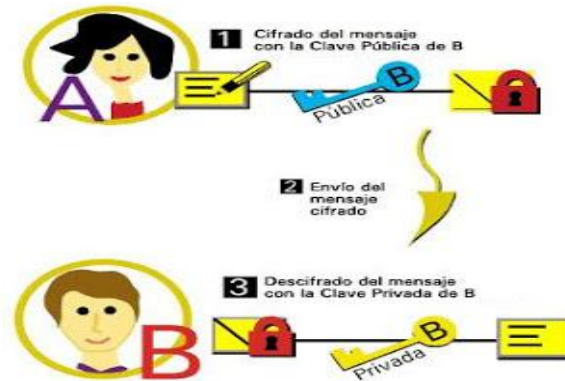 1 Cifrado del mensaje
con la Clave Pública de B
A
B
Pública
2 Envío del
mensaje
cifrado
3 Descifrado del mensaje
con la Clave Privada de B
B
B
Privada